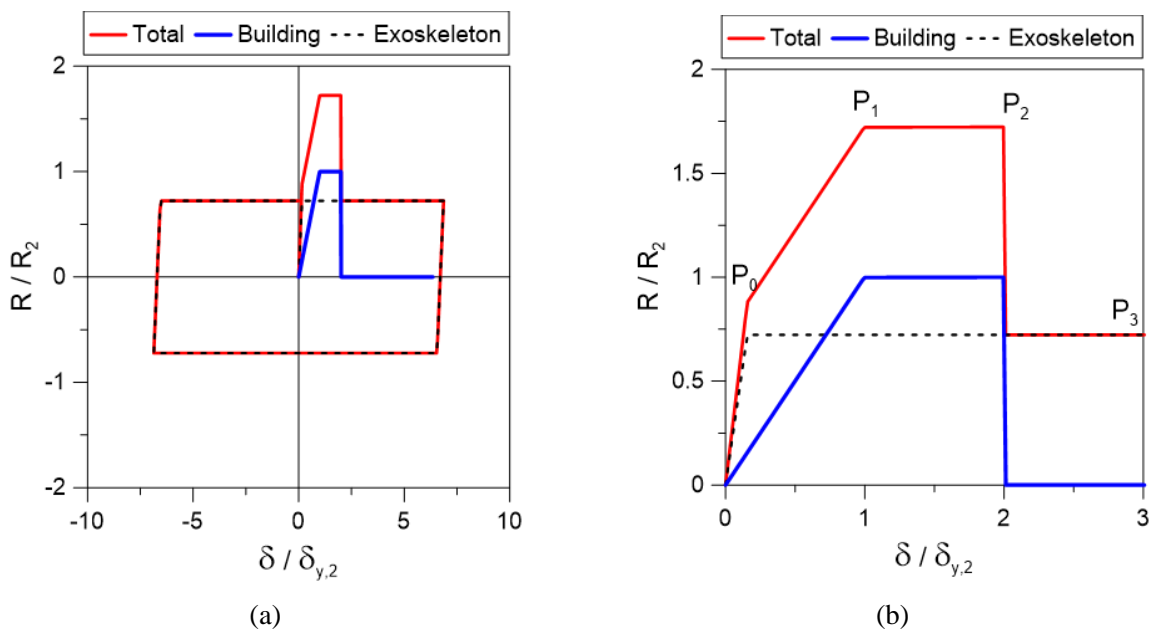 Total Building Exoskeleton
2
1
0
-1
-2
-10 -5 0 5 10
R / R2
δ / δy,2
(a)
Total Building Exoskeleton
2
1.5
1
0.5
0
0 1 2 3
P0
P1
P2
P3
R / R2
δ / δy,2
(b)